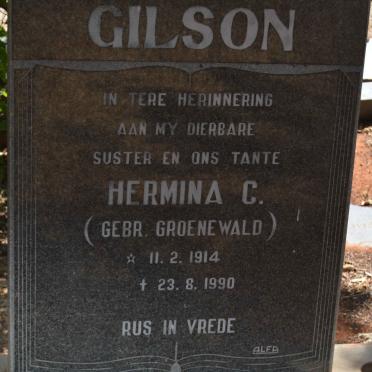 GILSON
IN TERE HERINNERING
AAN MY DIERBARE
SUSTER EN ONS TANTE
HERMINA C.
(GEBR. GROENEWALD)
☆ 11. 2. 1914
✝ 23. 8. 1990
RUS IN VREDE
ALFA